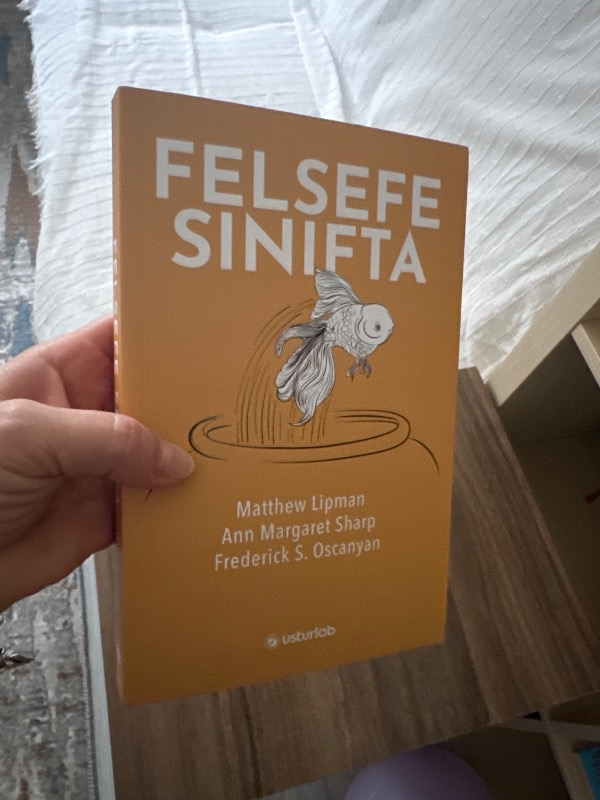 FELSEFE
SINIFTA
Matthew Lipman
Ann Margaret Sharp
Frederick S. Oscanyan
usturlab